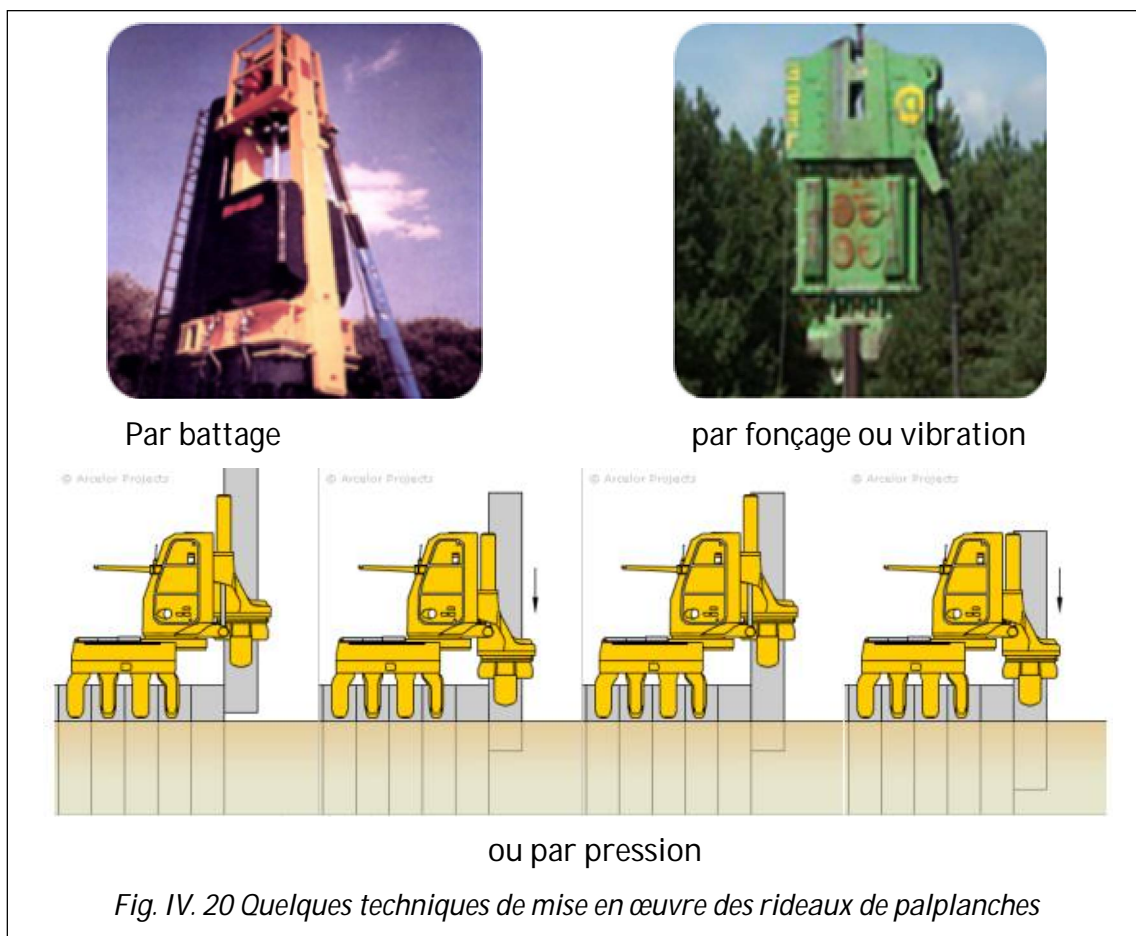 Par battage
par fonçage ou vibration
© Arcelor Projects
© Arcelor Projects
© Arcelor Projects
© Arcelor Projects
ou par pression
Fig. IV. 20 Quelques techniques de mise en œuvre des rideaux de palplanches